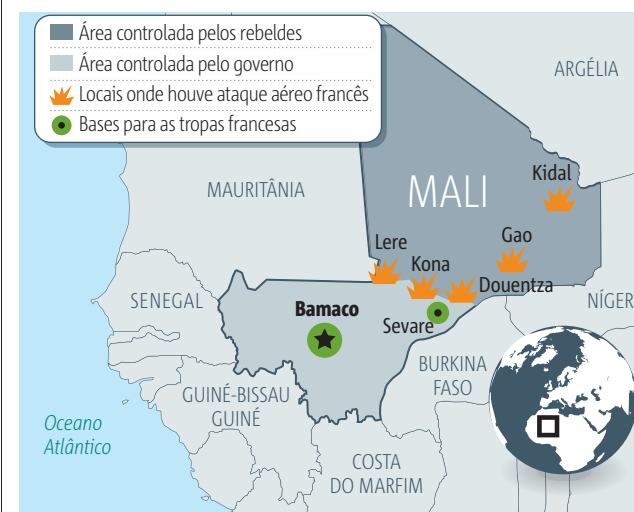 Área controlada pelos rebeldes
Área controlada pelo governo
Locais onde houve ataque aéreo francês
Bases para as tropas francesas
ARGÉLIA
MAURITÂNIA
MALI
Kidal
Gao
Lere
Kona
Douentza
SENEGAL
Bamaco
Sevare
NÍGER
BURKINA
FASO
GUINÉ-BISSAU
GUINÉ
Oceano
Atlântico
COSTA
DO MARFIM